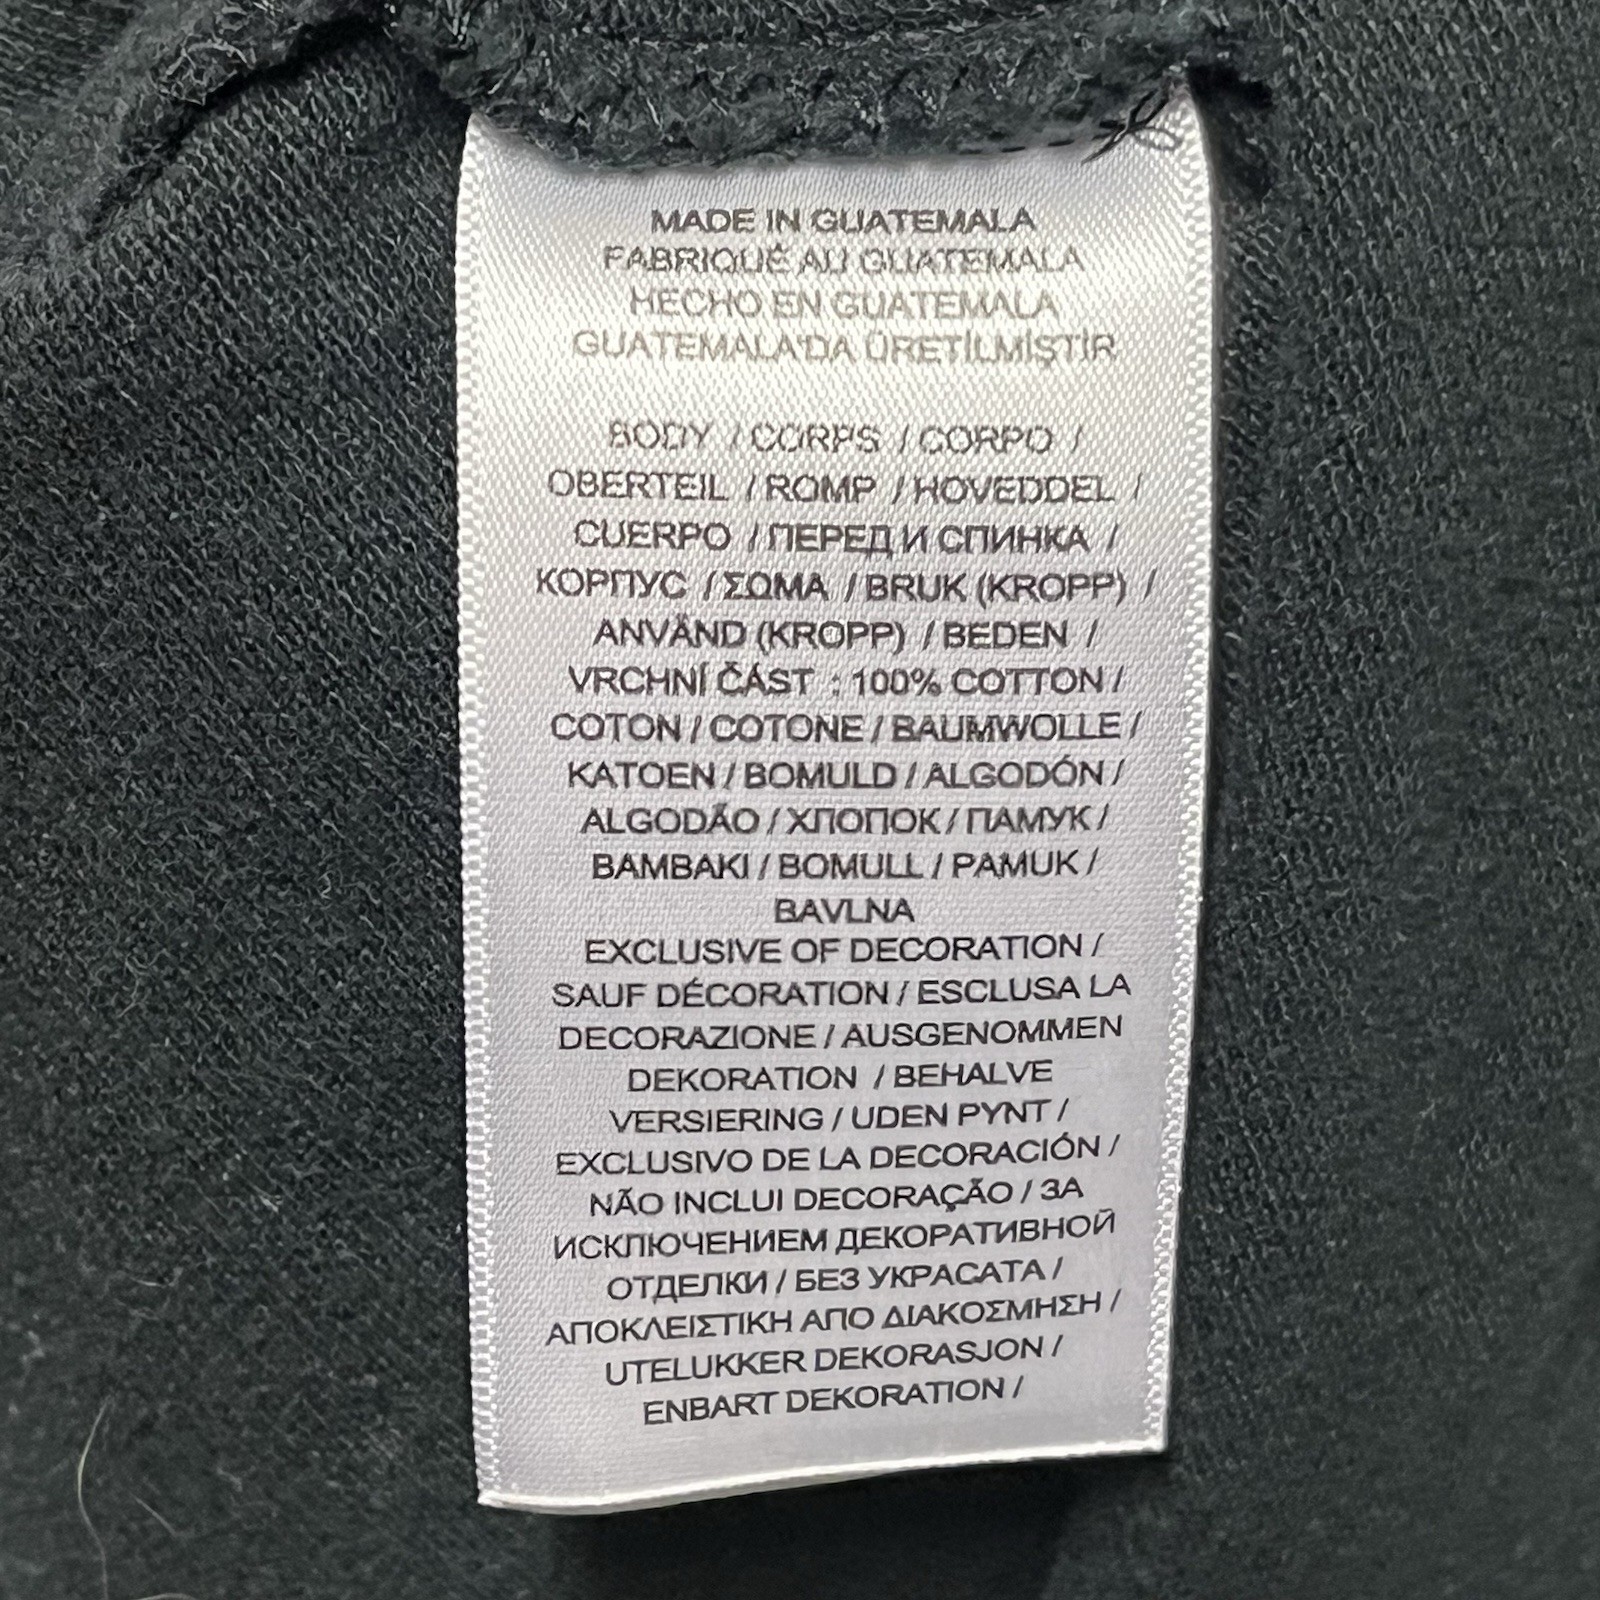 MADE IN GUATEMALA
FABRIQUÉ AU GUATEMALA
HECHO EN GUATEMALA
GUATEMALA'DA ÜRETİLMİŞTİR
BODY / CORPS / CORPO /
OBERTEIL / ROMP / HOVEDDEL /
CUERPO / ПЕРЕД И СПИНКА /
КОРПУС / ΣΩΜΑ / BRUK (KROPP) /
ANVÄND (KROPP) / BEDEN /
VRCHNÍ ČÁST : 100% COTTON /
COTON / COTONE / BAUMWOLLE /
KATOEN / BOMULD / ALGODÓN /
ALGODÃO / ХЛОПОК / ПАМУК /
BAMBAKI / BOMULL / PAMUK /
BAVLNA
EXCLUSIVE OF DECORATION /
SAUF DÉCORATION / ESCLUSA LA
DECORAZIONE / AUSGENOMMEN
DEKORATION / BEHALVE
VERSIERING / UDEN PYNT /
EXCLUSIVO DE LA DECORACIÓN /
NÃO INCLUI DECORAÇÃO / ЗА
ИСКЛЮЧЕНИЕМ ДЕКОРАТИВНОЙ
ОТДЕЛКИ / БЕЗ УКРАСАТА /
ΑΠΟΚΛΕΙΣΤΙΚΗ ΑΠΟ ΔΙΑΚΟΣΜΗΣΗ /
UTELUKKER DEKORASJON /
ENBART DEKORATION /